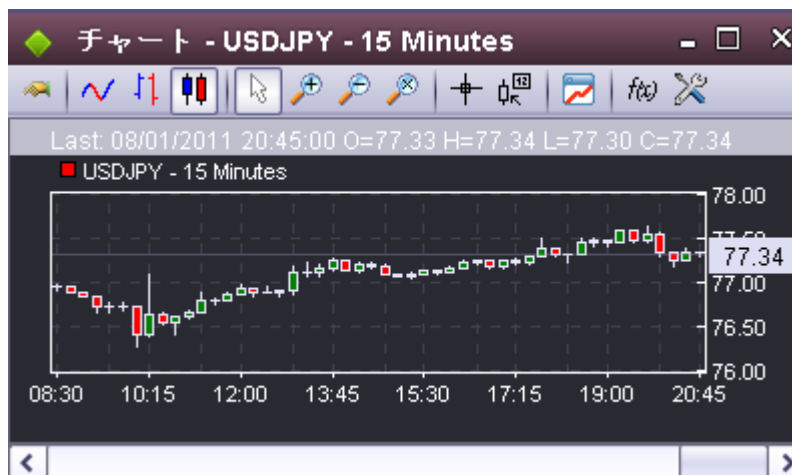 チャート - USDJPY - 15 Minutes
f(x)
Last: 08/01/2011 20:45:00 O=77.33 H=77.34 L=77.30 C=77.34
USDJPY - 15 Minutes
78.00
77.34
77.00
76.50
76.00
08:30 10:15 12:00 13:45 15:30 17:15 19:00 20:45